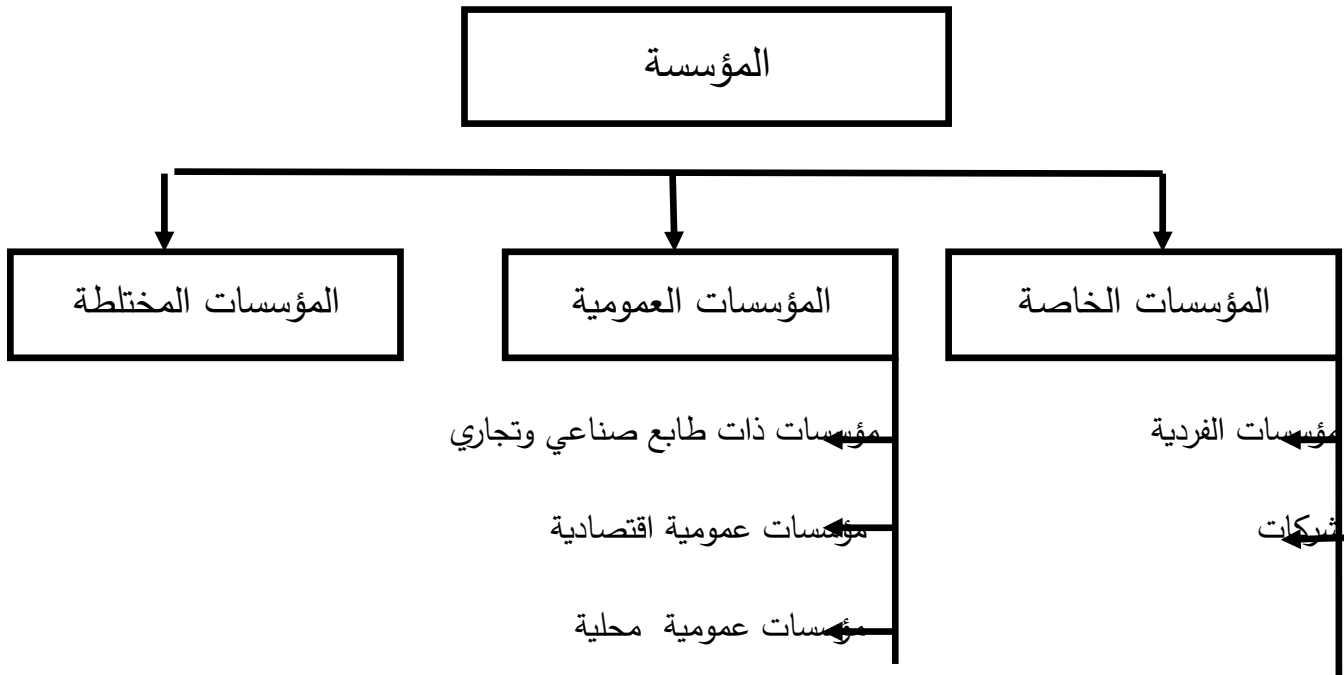 المؤسسة
المؤسسات الخاصة
المؤسسات العمومية
المؤسسات المختلطة
مؤسسات الفردية
شركات
مؤسسات ذات طابع صناعي وتجاري
مؤسسات عمومية اقتصادية
مؤسسات عمومية محلية